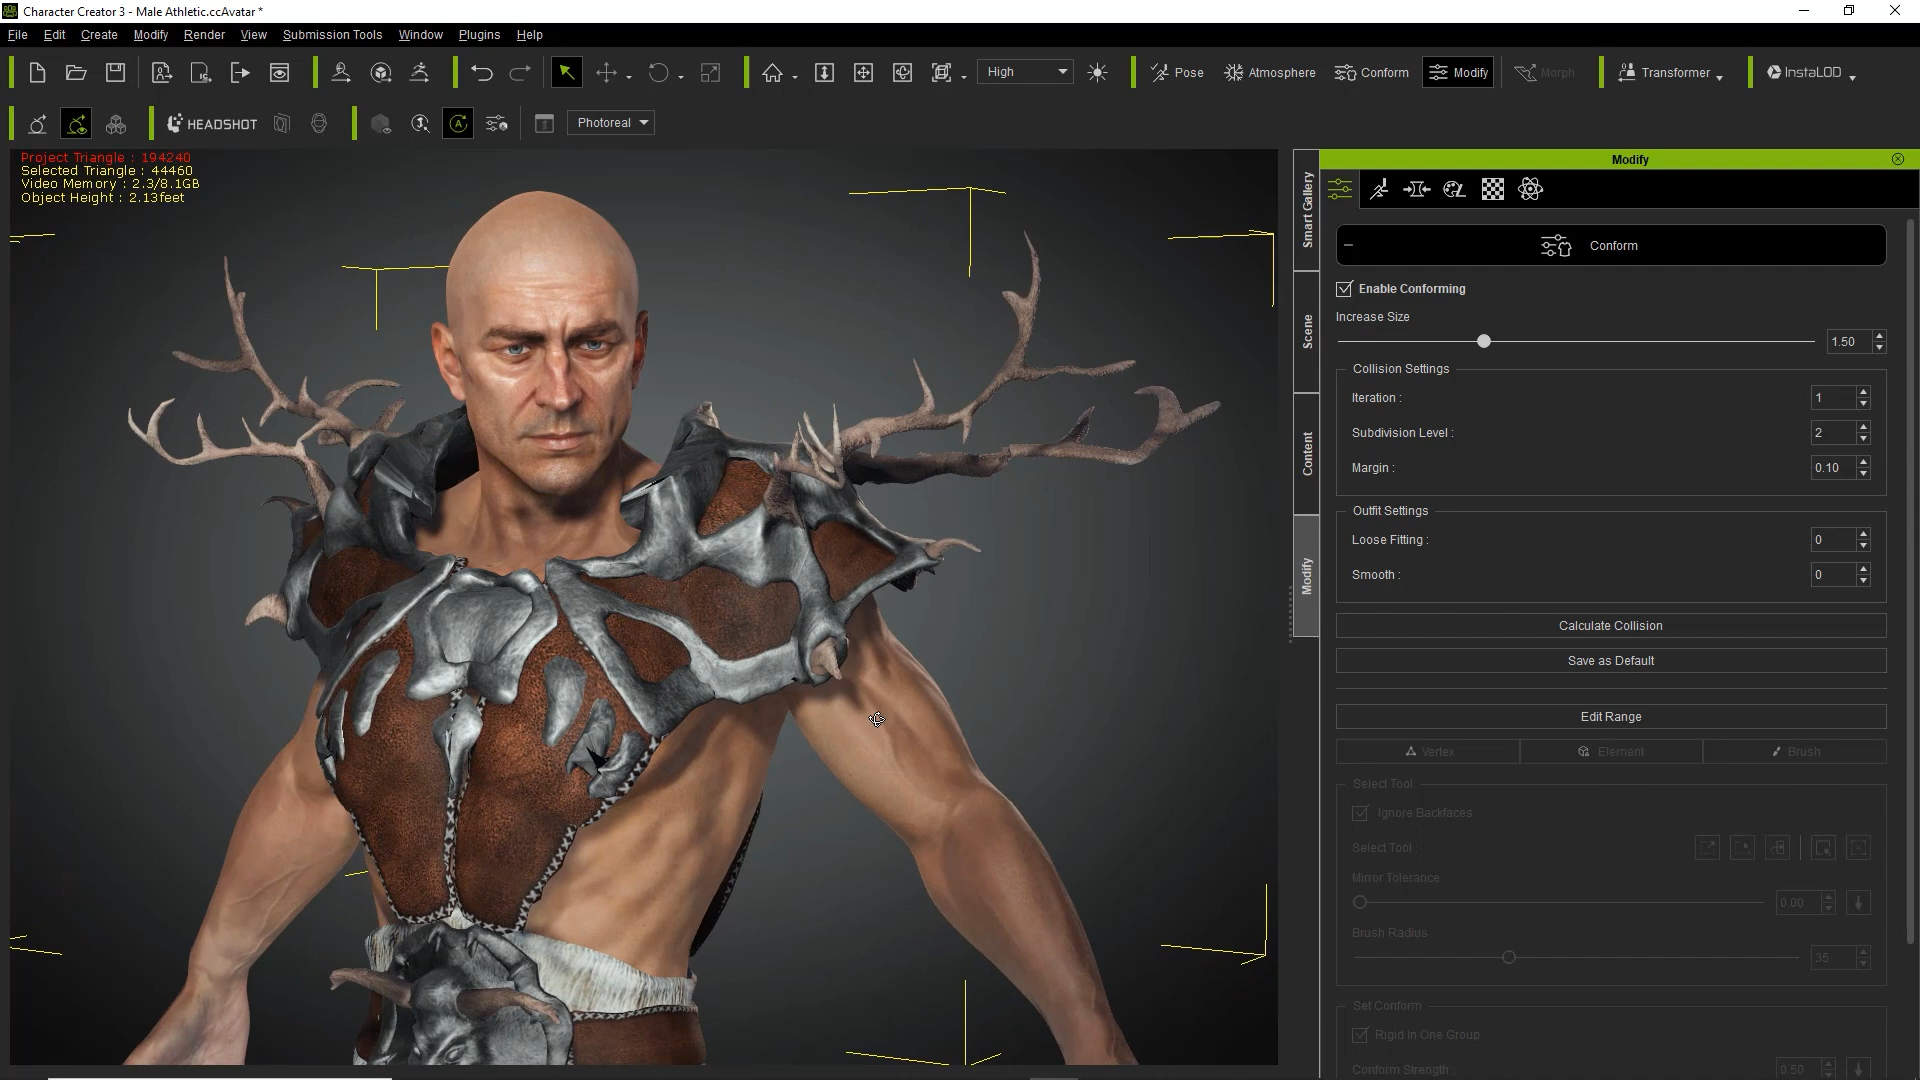 Character Creator 3 - Male Athletic.ccAvatar *
File Edit Create Modify Render View Submission Tools Window Plugins Help
High Pose Atmosphere Conform Modify Morph Transformer InstaLOD
HEADSHOT Photoreal
Project Triangle : 194240
Selected Triangle : 44460
Video Memory : 2.3/8.1GB
Object Height : 2.13feet
Smart Gallery
Scene
Content
Modify
Modify
Conform
Enable Conforming
Increase Size
1.50
Collision Settings
Iteration : 1
Subdivision Level : 2
Margin : 0.10
Outfit Settings
Loose Fitting : 0
Smooth : 0
Calculate Collision
Save as Default
Edit Range
Vertex Element Brush
Select Tool
Ignore Backfaces
Select Tool :
Mirror Tolerance
0.00
Brush Radius
35
Set Conform
Rigid In One Group
Conform Strength : 0.50